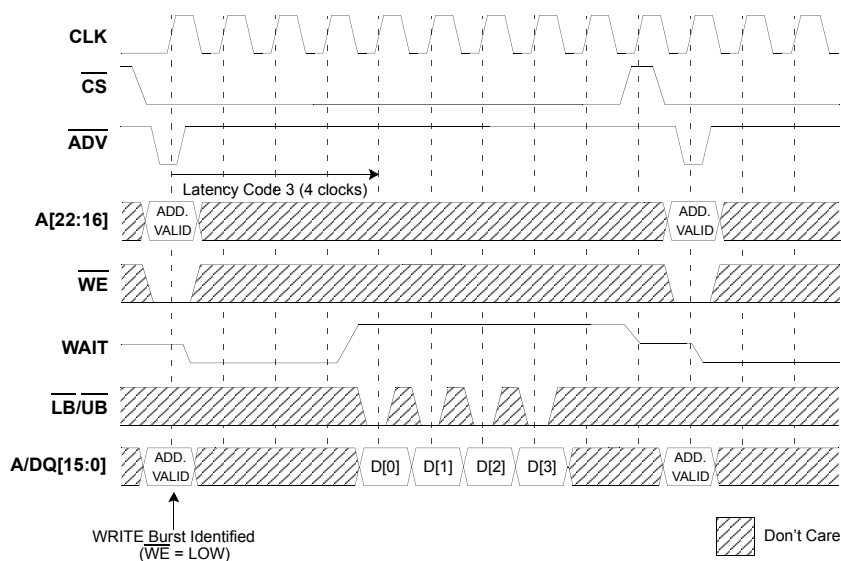 CLK
CS
ADV
Latency Code 3 (4 clocks)
A[22:16]
ADD.
VALID
ADD.
VALID
WE
WAIT
LB/UB
A/DQ[15:0]
ADD.
VALID
D[0]
D[1]
D[2]
D[3]
ADD.
VALID
WRITE Burst Identified
(WE = LOW)
Don't Care